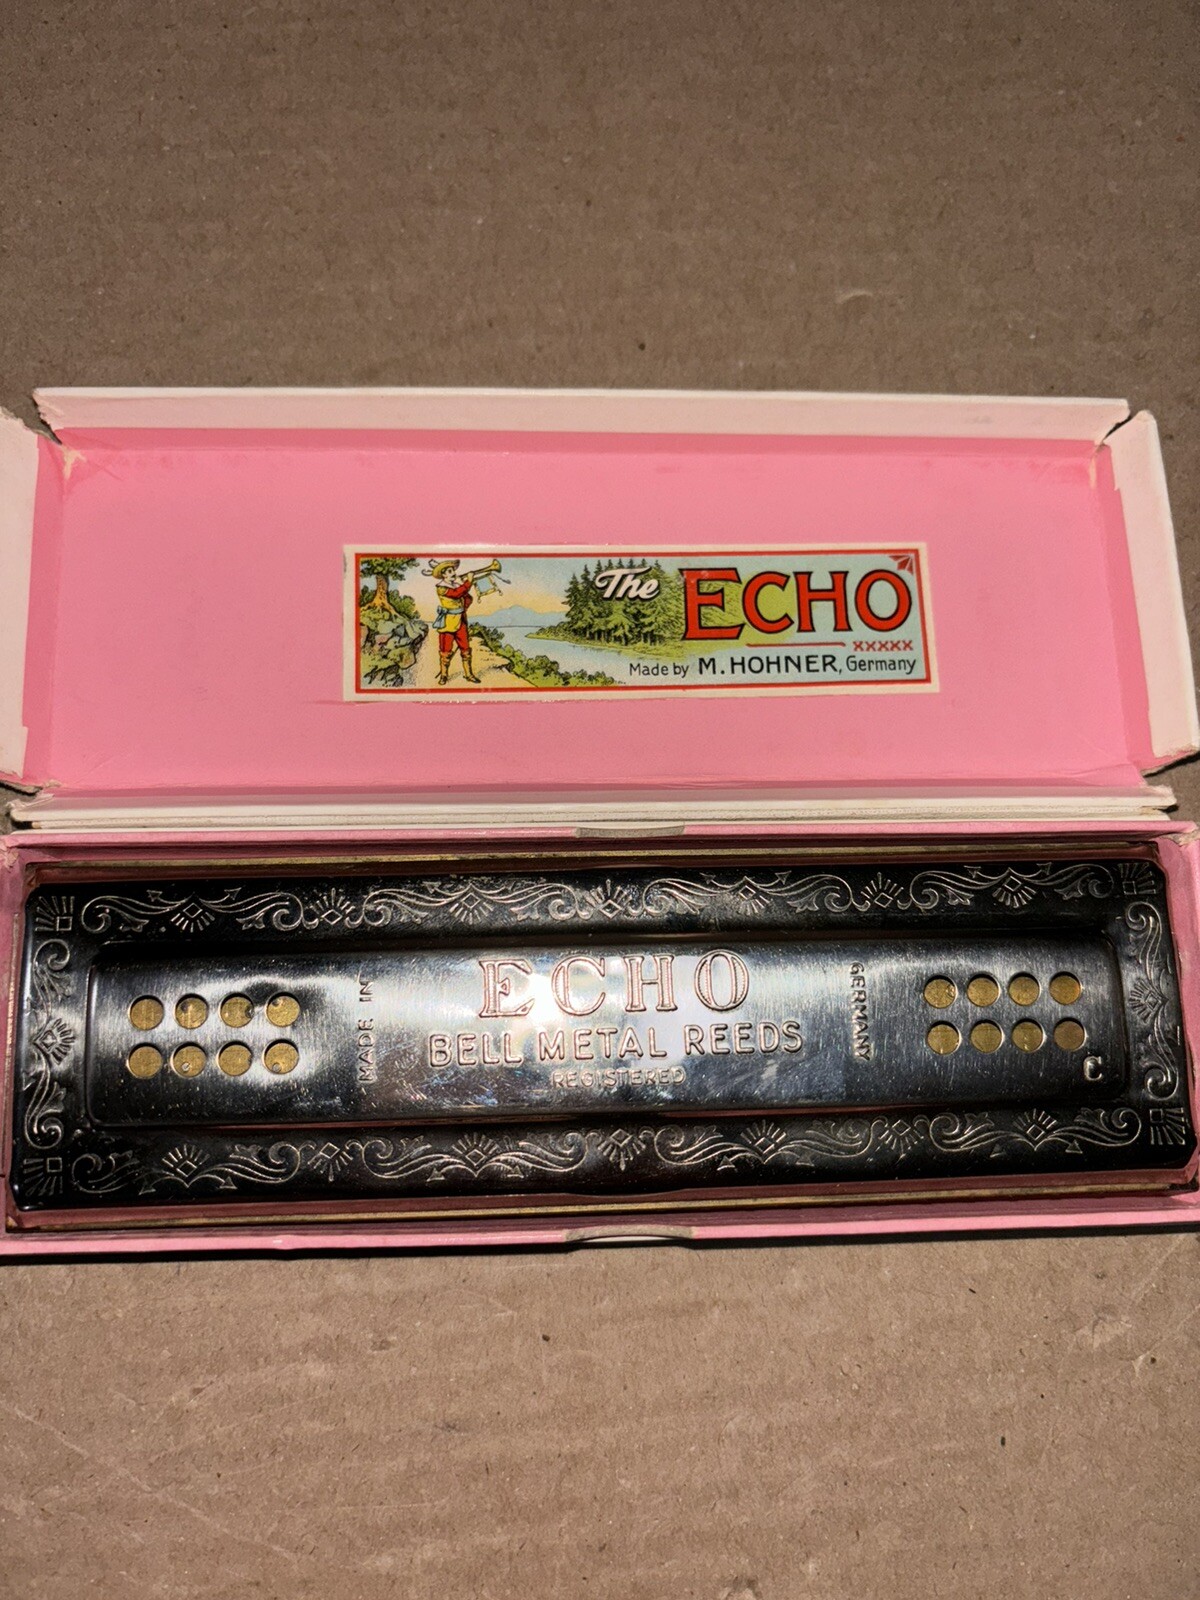 The ECHO
xxxxx
Made by M. HOHNER, Germany
ECHO
MADE IN
BELL METAL REEDS
GERMANY
REGISTERED
C